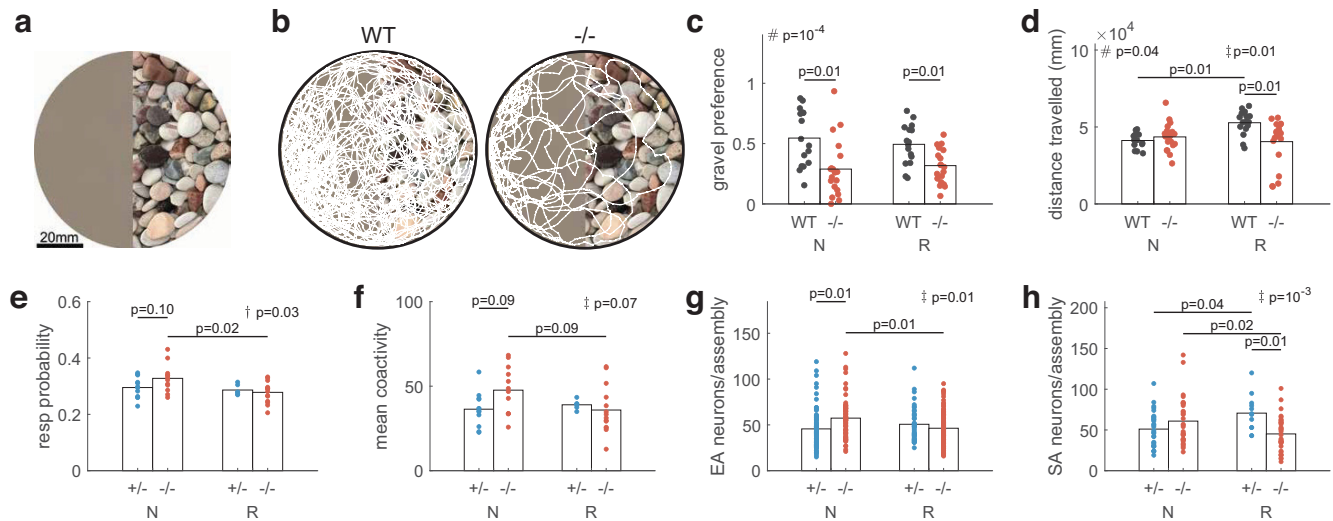 a
20mm
b
WT
-/-
c
gravel preference
# p=10-4
p=0.01
p=0.01
1
0.5
0
WT -/- WT -/-
N R
d
distance travelled (mm)
×104
# p=0.04 ‡p=0.01
p=0.01
p=0.01
10
5
0
WT -/- WT -/-
N R
e
resp probability
0.6
0.4
0.2
0
p=0.10 † p=0.03
p=0.02
+/- -/- +/- -/-
N R
f
mean coactivity
100
50
0
p=0.09 ‡ p=0.07
p=0.09
+/- -/- +/- -/-
N R
g
EA neurons/assembly
150
100
50
0
p=0.01 ‡ p=0.01
p=0.01
+/- -/- +/- -/-
N R
h
SA neurons/assembly
200
150
100
50
0
p=0.04 ‡ p=10-3
p=0.02
p=0.01
+/- -/- +/- -/-
N R